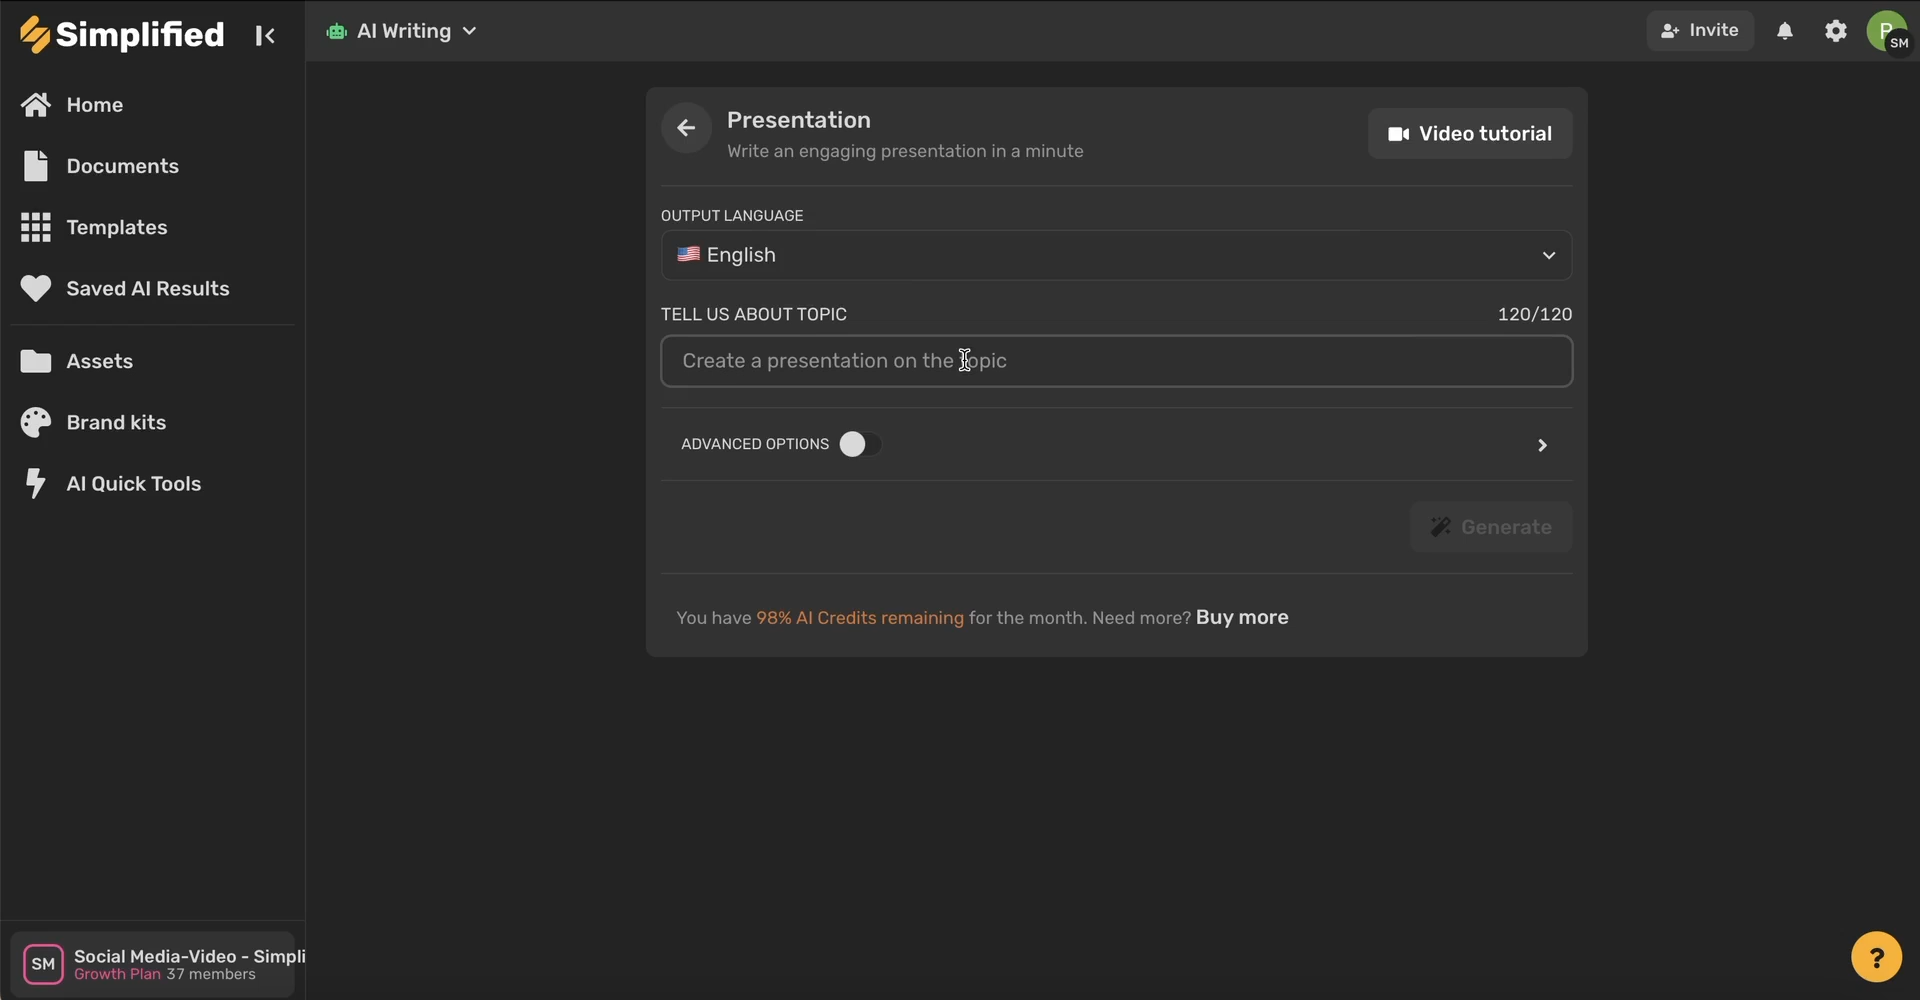 Simplified
AI Writing
Invite
P
SM
Home
Documents
Templates
Saved AI Results
Assets
Brand kits
AI Quick Tools
Presentation
Write an engaging presentation in a minute
Video tutorial
OUTPUT LANGUAGE
English
TELL US ABOUT TOPIC 120/120
Create a presentation on the topic
ADVANCED OPTIONS
Generate
You have 98% AI Credits remaining for the month. Need more? Buy more
SM
Social Media-Video - Simpli
Growth Plan 37 members
?